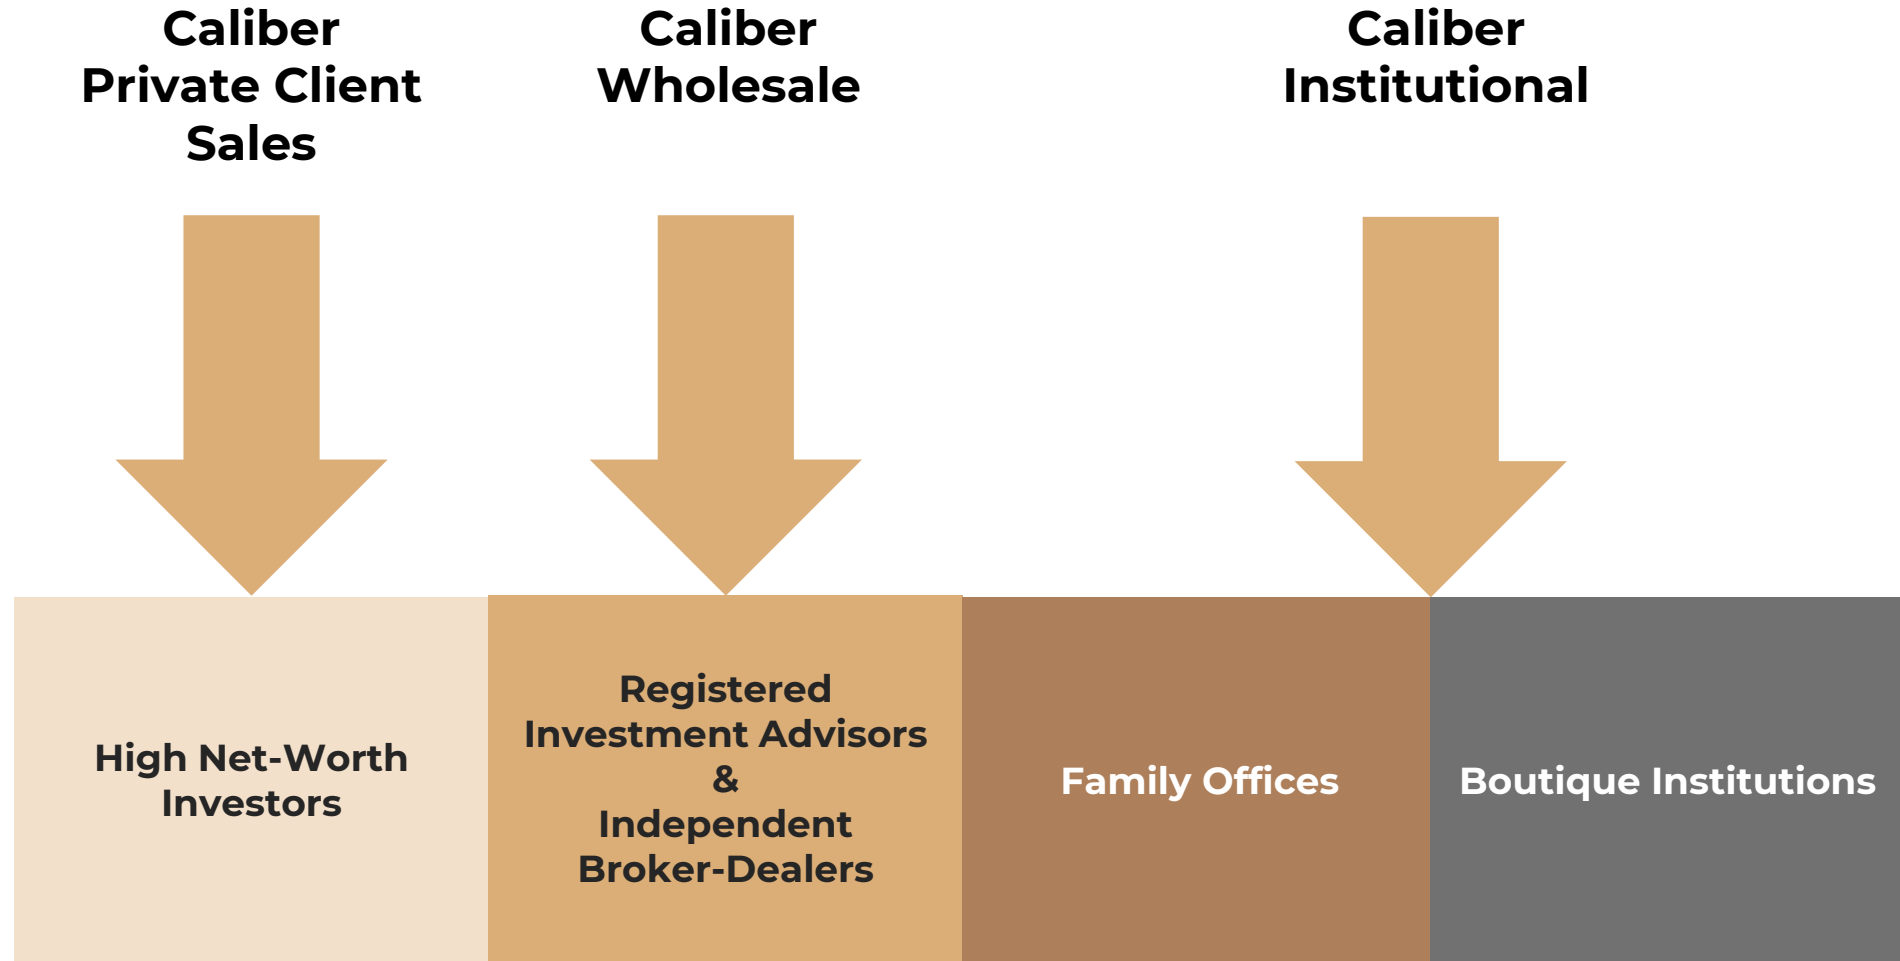 Caliber
Private Client
Sales
Caliber
Wholesale
Caliber
Institutional
High Net-Worth
Investors
Registered
Investment Advisors
&
Independent
Broker-Dealers
Family Offices
Boutique Institutions